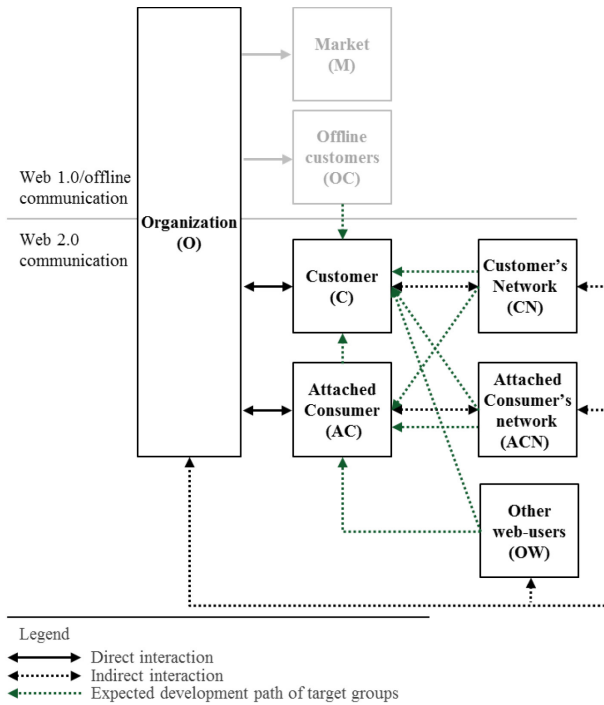 Market
(M)
Offline
customers
(OC)
Web 1.0/offline
communication
Web 2.0
communication
Organization
(O)
Customer
(C)
Customer’s
Network
(CN)
Attached
Consumer
(AC)
Attached
Consumer’s
network
(ACN)
Other
web-users
(OW)
Legend
Direct interaction
Indirect interaction
Expected development path of target groups